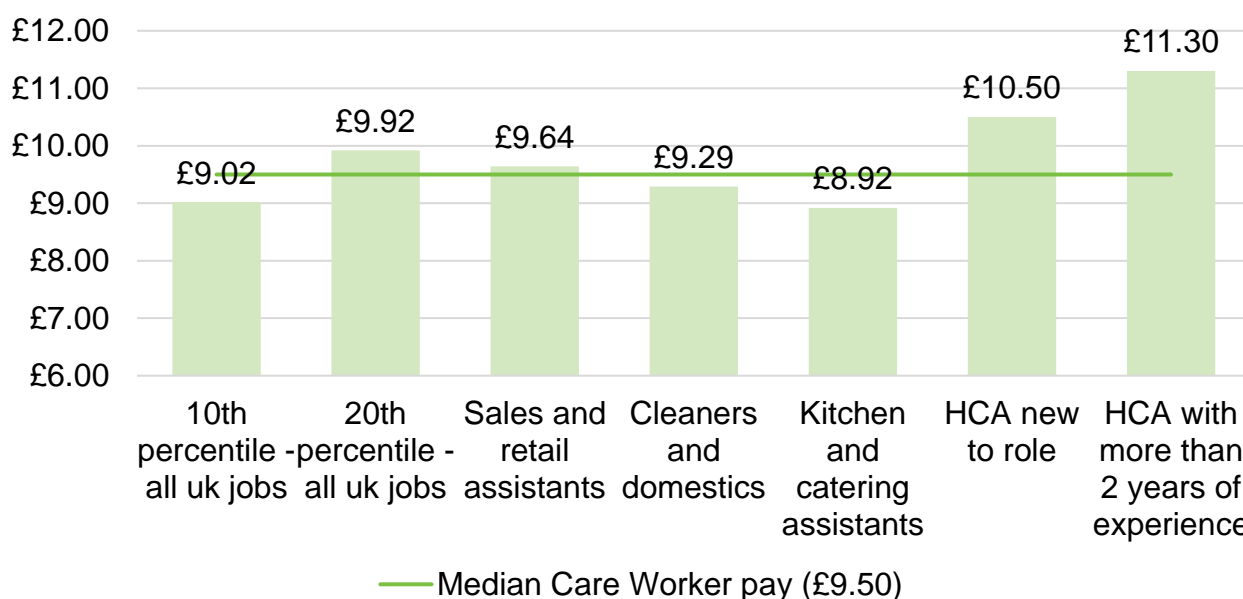 £12.00
£11.00
£10.00
£9.00
£8.00
£7.00
£6.00
£9.02
£9.92
£9.64
£9.29
£8.92
£10.50
£11.30
10th
percentile -
all uk jobs
20th
percentile -
all uk jobs
Sales and
retail
assistants
Cleaners
and
domestics
Kitchen
and
catering
assistants
HCA new
to role
HCA with
more than
2 years of
experience
Median Care Worker pay (£9.50)